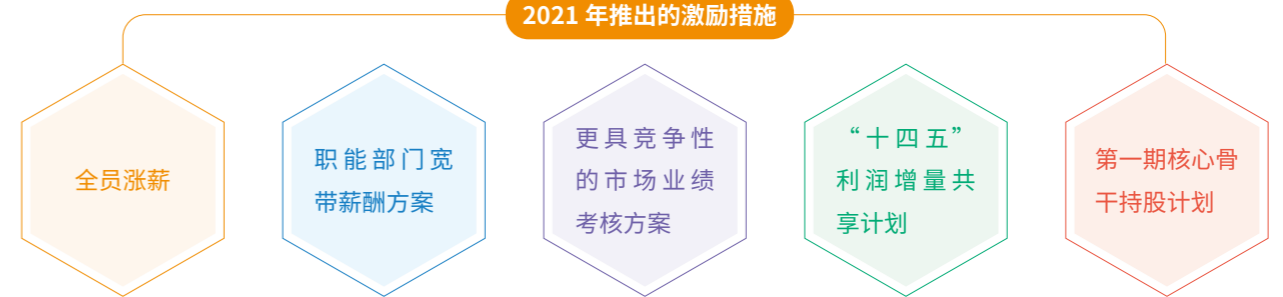 2021 年推出的激励措施
全员涨薪
职能部门宽
带薪酬方案
更具竞争性
的市场业绩
考核方案
“十四五”
利润增量共
享计划
第一期核心骨
干持股计划